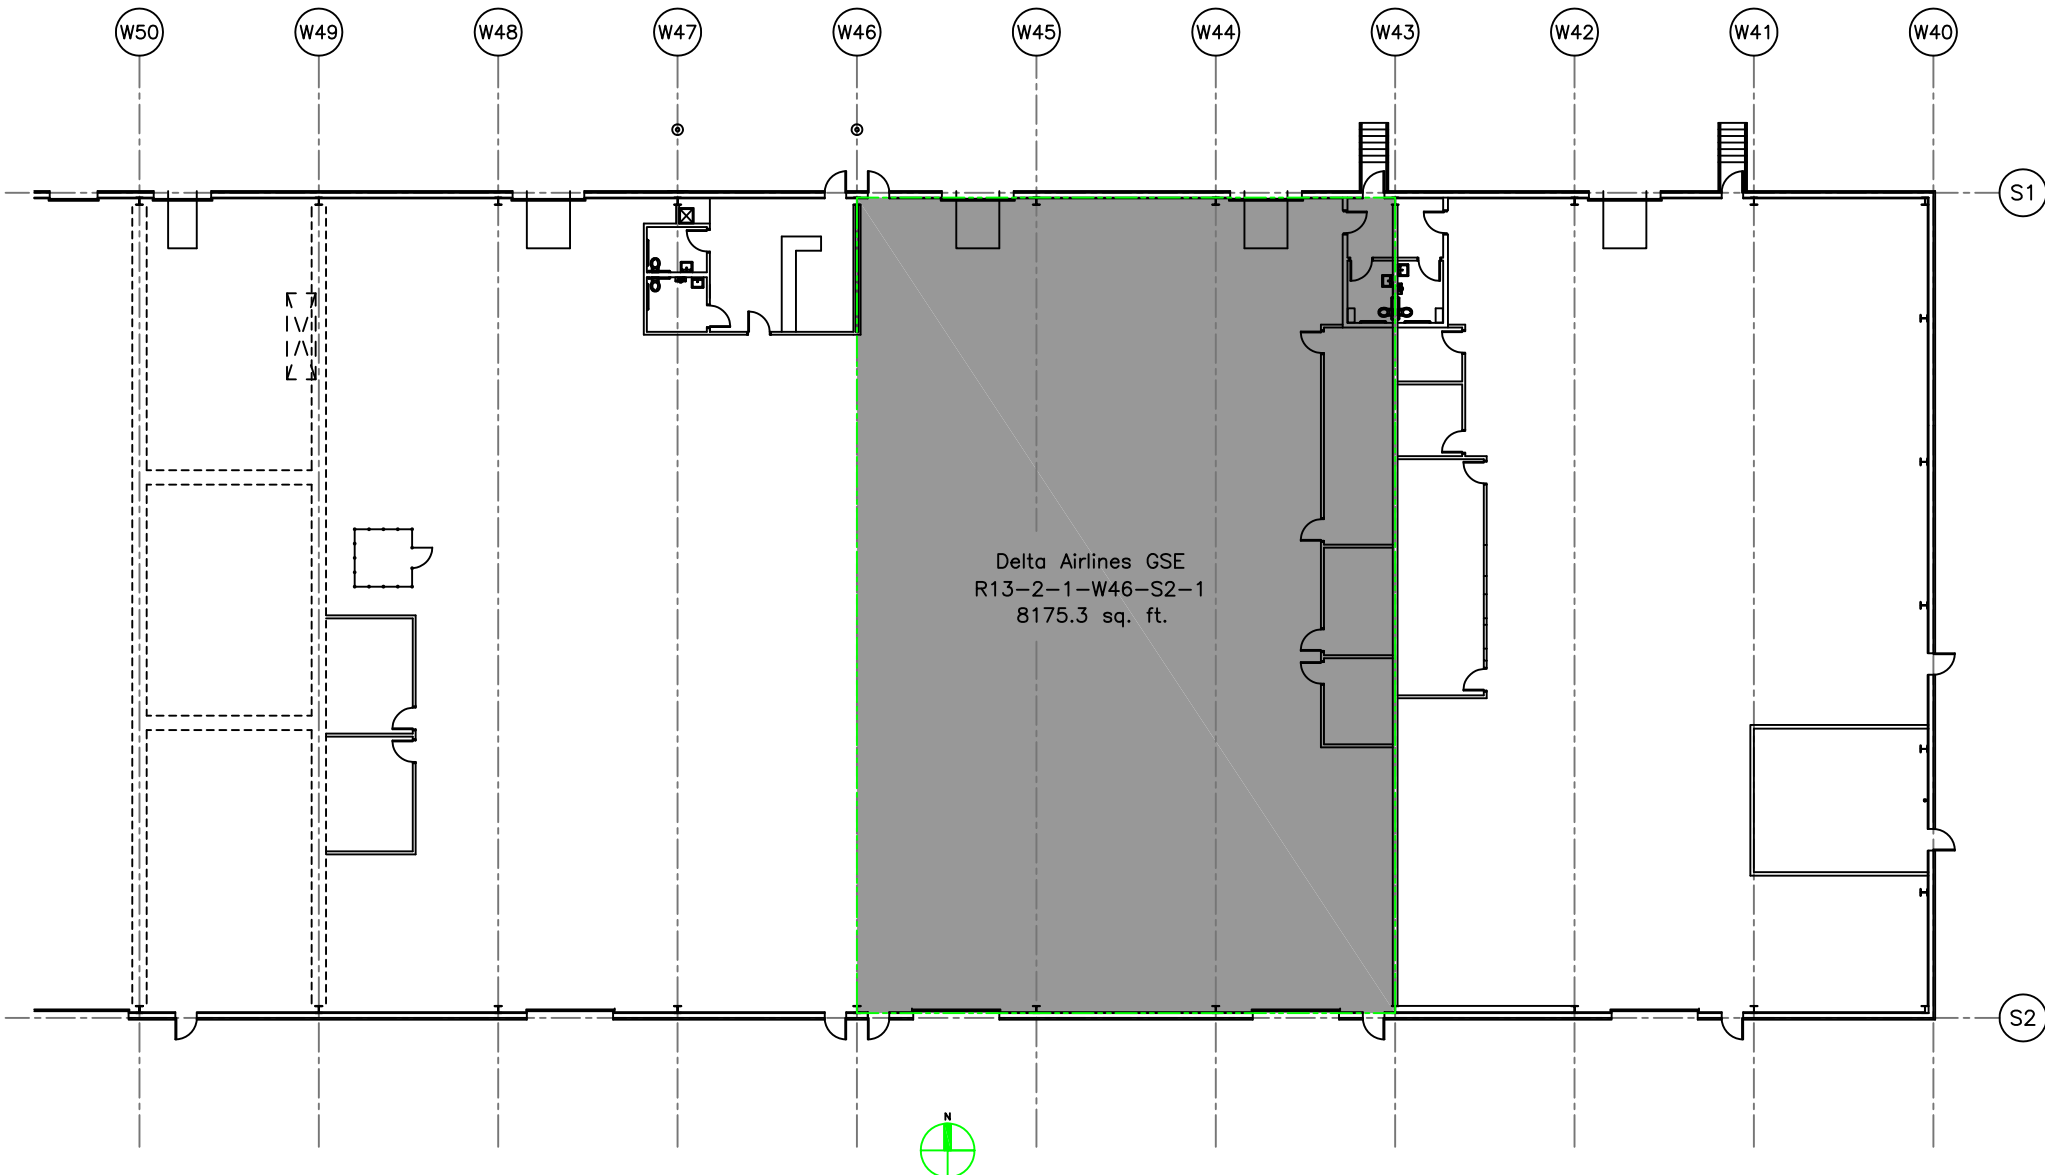 W50 W49 W48 W47 W46 W45 W44 W43 W42 W41 W40
S1
Delta Airlines GSE
R13-2-1-W46-S2-1
8175.3 sq. ft.
S2
N